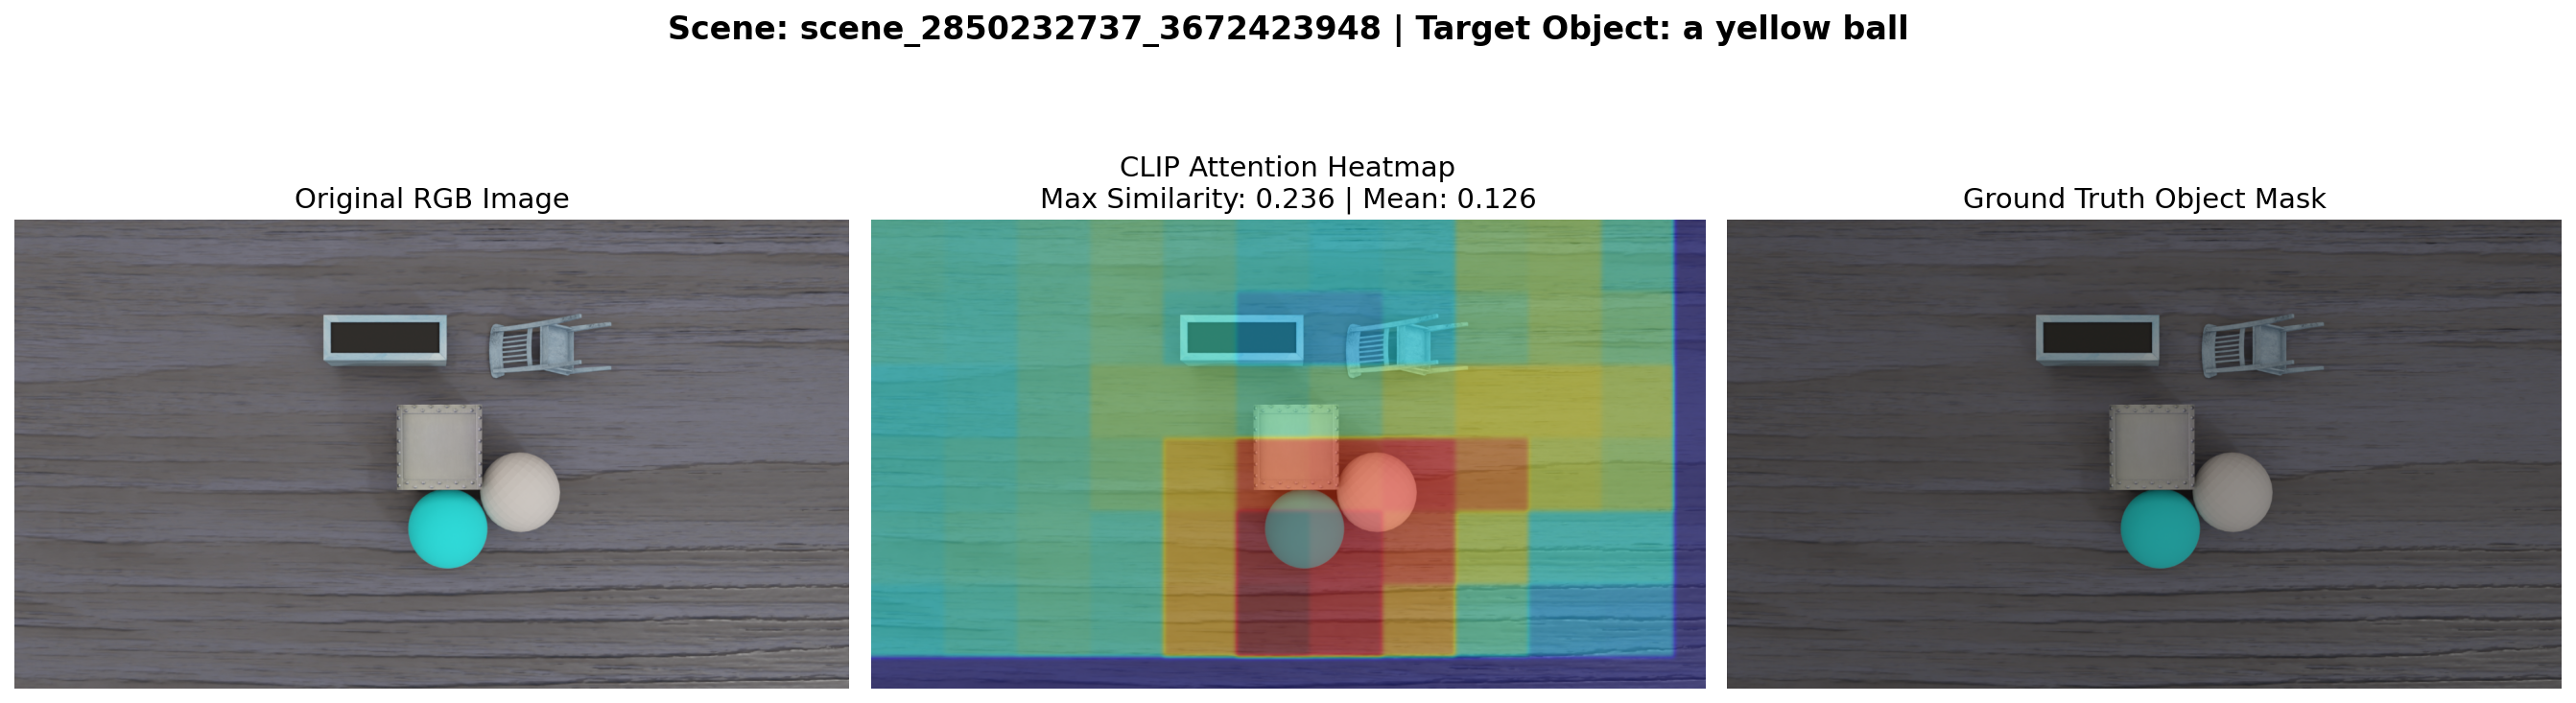 Scene: scene_2850232737_3672423948 | Target Object: a yellow ball
Original RGB Image
CLIP Attention Heatmap
Max Similarity: 0.236 | Mean: 0.126
Ground Truth Object Mask